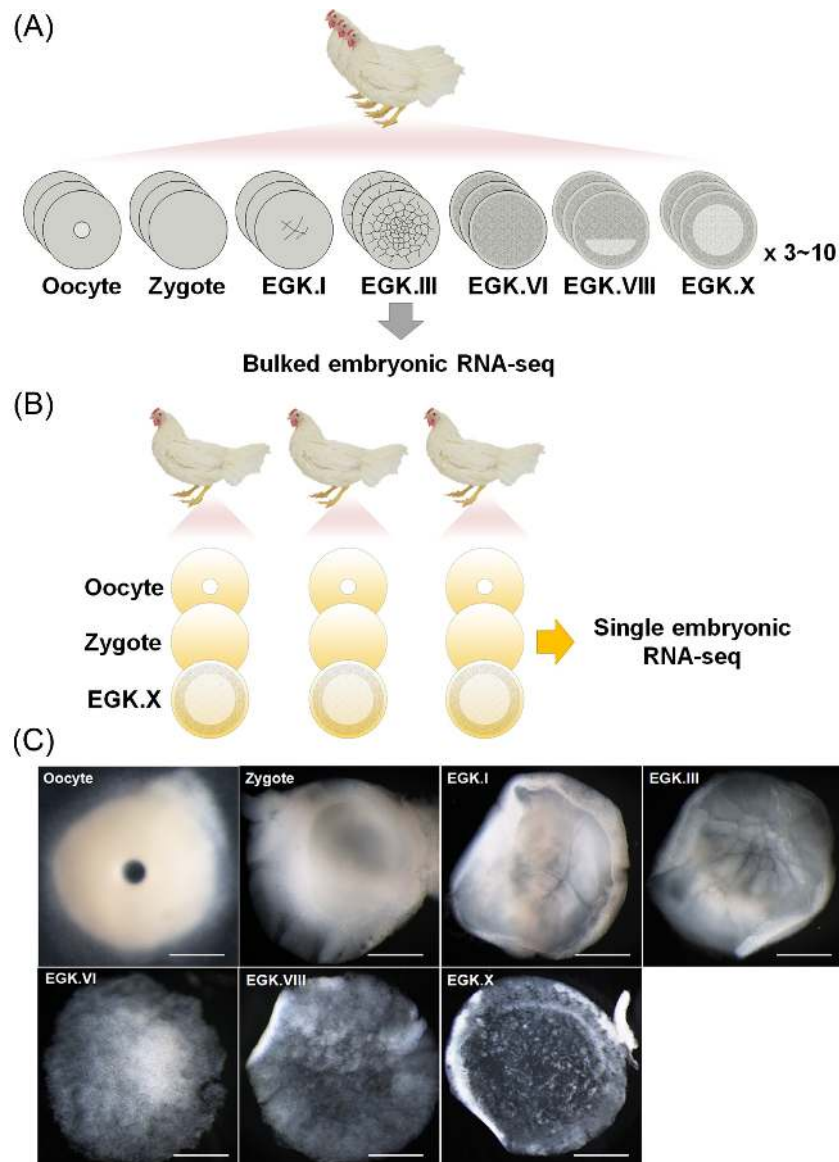 (A)
Oocyte Zygote EGK.I EGK.III EGK.VI EGK.VIII EGK.X x 3~10
Bulked embryonic RNA-seq
(B)
Oocyte
Zygote
EGK.X
Single embryonic
RNA-seq
(C)
Oocyte Zygote EGK.I EGK.III
EGK.VI EGK.VIII EGK.X